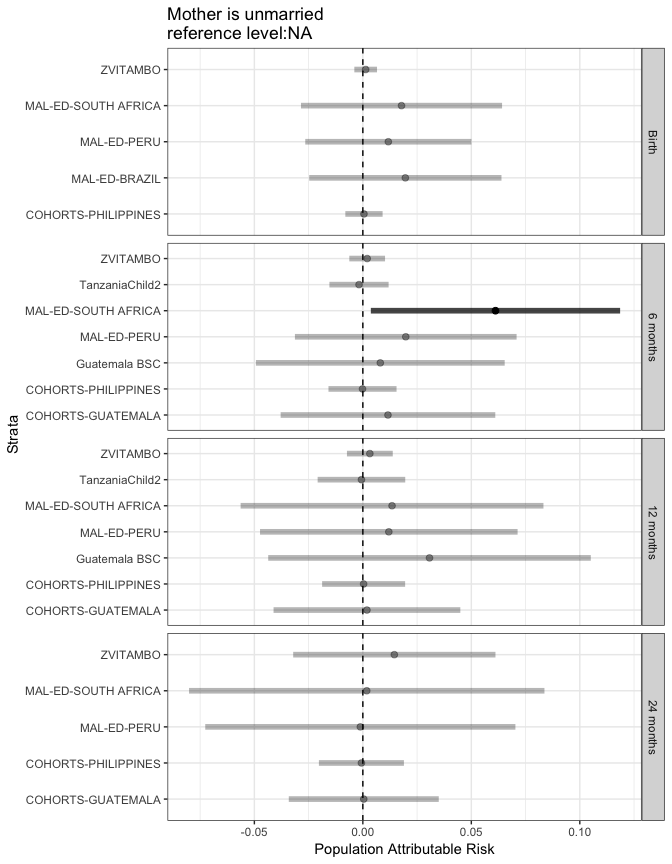 Mother is unmarried
reference level:NA
Strata
ZVITAMBO
MAL-ED-SOUTH AFRICA
MAL-ED-PERU
MAL-ED-BRAZIL
COHORTS-PHILIPPINES
Birth
ZVITAMBO
TanzaniaChild2
MAL-ED-SOUTH AFRICA
MAL-ED-PERU
Guatemala BSC
COHORTS-PHILIPPINES
COHORTS-GUATEMALA
6 months
ZVITAMBO
TanzaniaChild2
MAL-ED-SOUTH AFRICA
MAL-ED-PERU
Guatemala BSC
COHORTS-PHILIPPINES
COHORTS-GUATEMALA
12 months
ZVITAMBO
MAL-ED-SOUTH AFRICA
MAL-ED-PERU
COHORTS-PHILIPPINES
COHORTS-GUATEMALA
24 months
-0.05 0.00 0.05 0.10
Population Attributable Risk